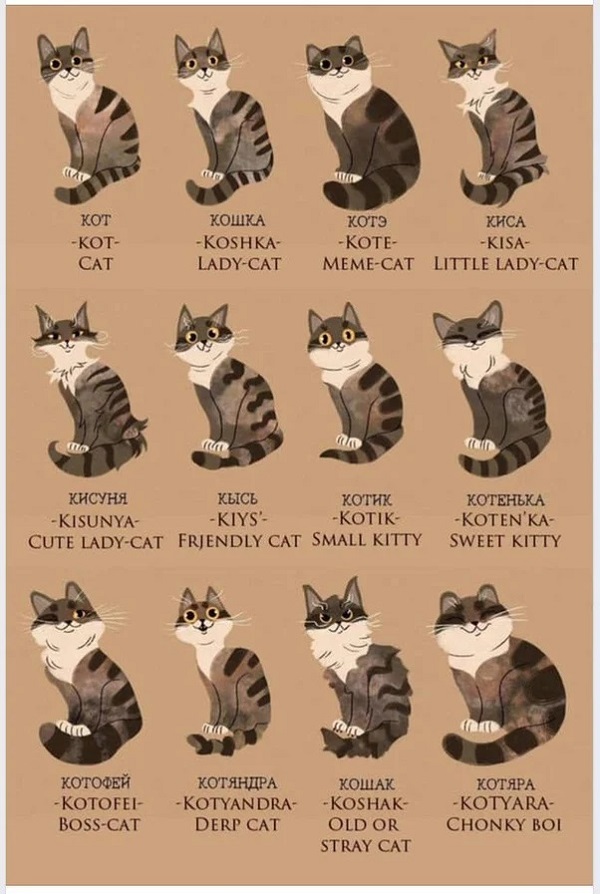 КОТ
-KOT-
CAT
КОШКА
-KOSHKA-
LADY-CAT
КОТЭ
-KOTE-
MEME-CAT
КИСА
-KISA-
LITTLE LADY-CAT
КИСУНЯ
-KISUNYA-
CUTE LADY-CAT
КЫСЬ
-KIYS'-
FRJENDLY CAT
КОТИК
-KOTIK-
SMALL KITTY
КОТЕНЬКА
-KOTEN'KA-
SWEET KITTY
КОТОФЕЙ
-KOTOFEI-
BOSS-CAT
КОТЯНДРА
-KOTYANDRA-
DERP CAT
КОШАК
-KOSHAK-
OLD OR
STRAY CAT
КОТЯРА
-KOTYARA-
CHONKY BOI